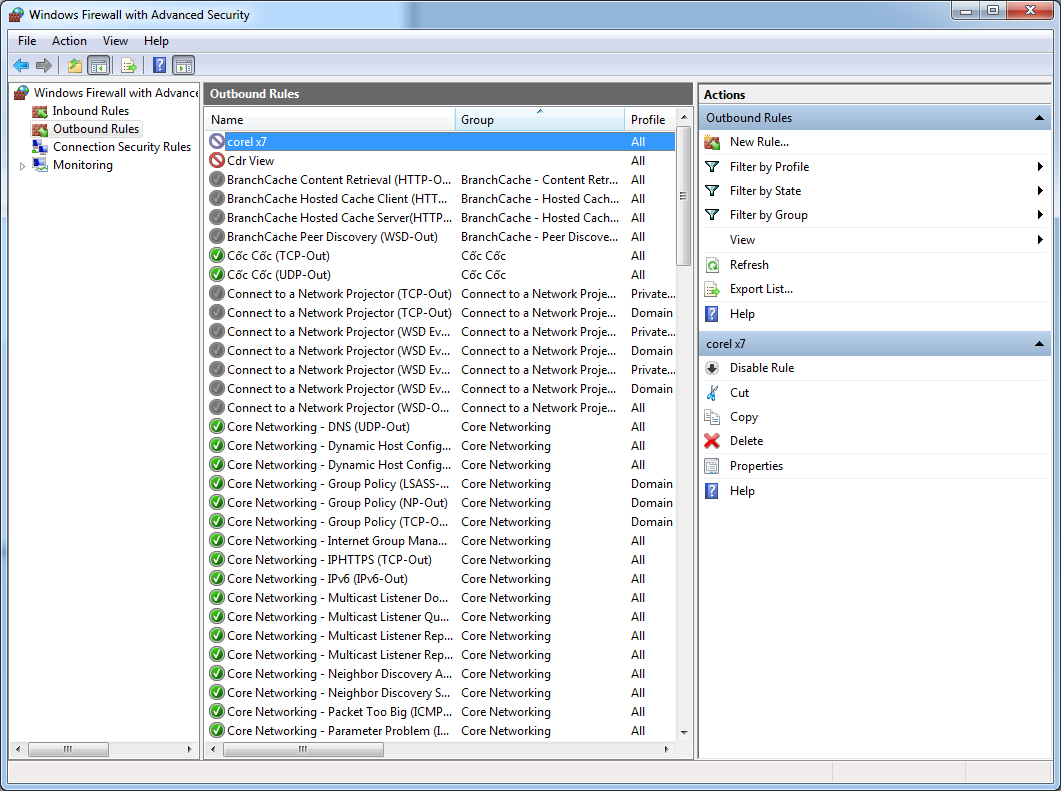 Windows Firewall with Advanced Security
File Action View Help
Windows Firewall with Advance
Inbound Rules
Outbound Rules
Connection Security Rules
Monitoring
Outbound Rules
Name Group Profile
corel x7 All
Cdr View All
BranchCache Content Retrieval (HTTP-O... BranchCache - Content Retr... All
BranchCache Hosted Cache Client (HTT... BranchCache - Hosted Cach... All
BranchCache Hosted Cache Server(HTTP... BranchCache - Hosted Cach... All
BranchCache Peer Discovery (WSD-Out) BranchCache - Peer Discove... All
Cốc Cốc (TCP-Out) Cốc Cốc All
Cốc Cốc (UDP-Out) Cốc Cốc All
Connect to a Network Projector (TCP-Out) Connect to a Network Proje... Private...
Connect to a Network Projector (TCP-Out) Connect to a Network Proje... Domain
Connect to a Network Projector (WSD Ev... Connect to a Network Proje... Private...
Connect to a Network Projector (WSD Ev... Connect to a Network Proje... Domain
Connect to a Network Projector (WSD Ev... Connect to a Network Proje... Private...
Connect to a Network Projector (WSD Ev... Connect to a Network Proje... Domain
Connect to a Network Projector (WSD-O... Connect to a Network Proje... All
Core Networking - DNS (UDP-Out) Core Networking All
Core Networking - Dynamic Host Config... Core Networking All
Core Networking - Dynamic Host Config... Core Networking All
Core Networking - Group Policy (LSASS-... Core Networking Domain
Core Networking - Group Policy (NP-Out) Core Networking Domain
Core Networking - Group Policy (TCP-O... Core Networking Domain
Core Networking - Internet Group Mana... Core Networking All
Core Networking - IPHTTPS (TCP-Out) Core Networking All
Core Networking - IPv6 (IPv6-Out) Core Networking All
Core Networking - Multicast Listener Do... Core Networking All
Core Networking - Multicast Listener Qu... Core Networking All
Core Networking - Multicast Listener Rep... Core Networking All
Core Networking - Multicast Listener Rep... Core Networking All
Core Networking - Neighbor Discovery A... Core Networking All
Core Networking - Neighbor Discovery S... Core Networking All
Core Networking - Packet Too Big (ICMP... Core Networking All
Core Networking - Parameter Problem (I... Core Networking All
Actions
Outbound Rules
New Rule...
Filter by Profile
Filter by State
Filter by Group
View
Refresh
Export List...
Help
corel x7
Disable Rule
Cut
Copy
Delete
Properties
Help